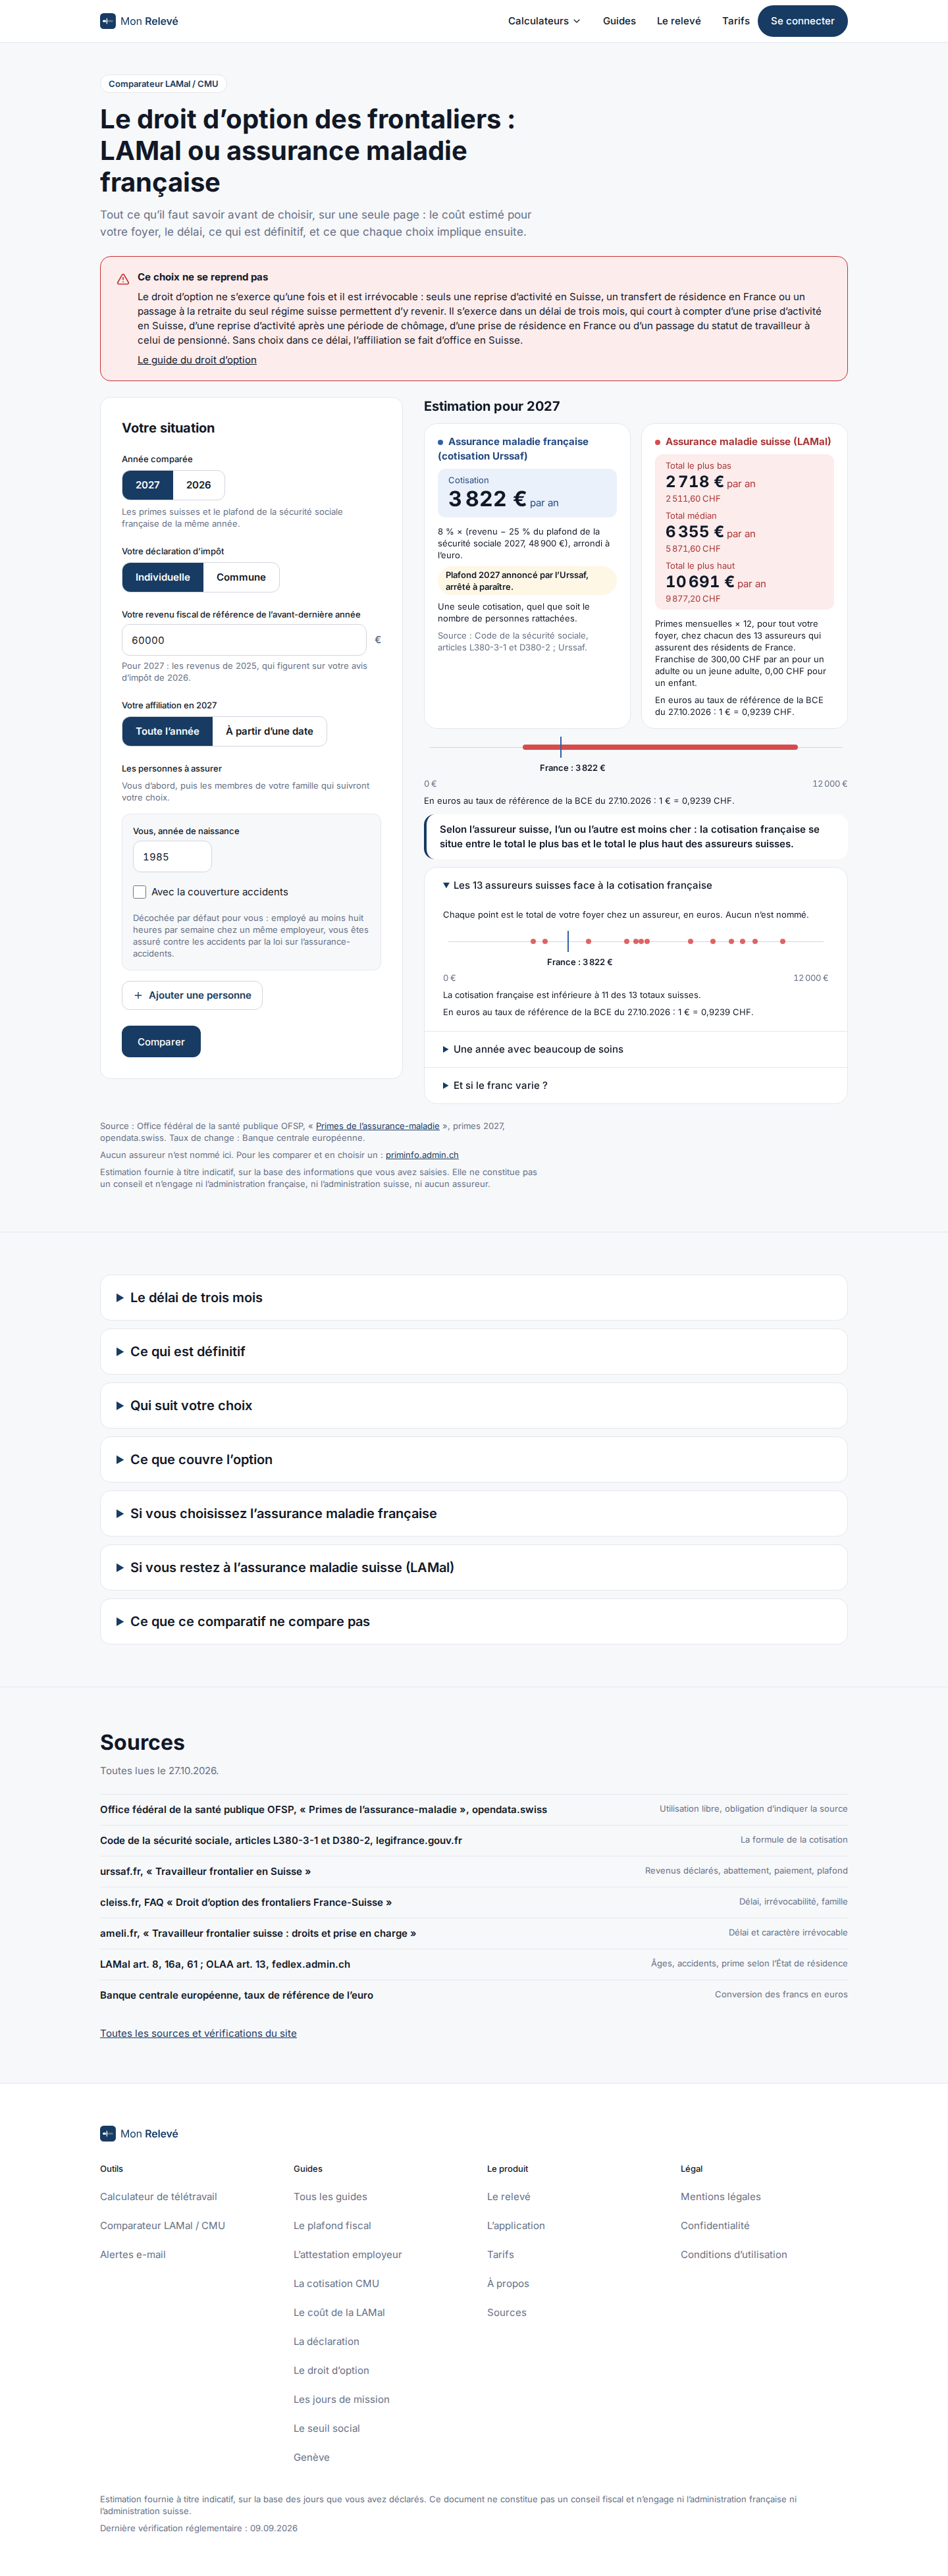 Mon Relevé
Calculateurs
Guides
Le relevé
Tarifs
Se connecter
Comparateur LAMal / CMU
Le droit d’option des frontaliers :
LAMal ou assurance maladie
française
Tout ce qu’il faut savoir avant de choisir, sur une seule page : le coût estimé pour
votre foyer, le délai, ce qui est définitif, et ce que chaque choix implique ensuite.
Ce choix ne se reprend pas
Le droit d’option ne s’exerce qu’une fois et il est irrévocable : seuls une reprise d’activité en Suisse, un transfert de résidence en France ou un
passage à la retraite du seul régime suisse permettent d’y revenir. Il s’exerce dans un délai de trois mois, qui court à compter d’une prise d’activité
en Suisse, d’une reprise d’activité après une période de chômage, d’une prise de résidence en France ou d’un passage du statut de travailleur à
celui de pensionné. Sans choix dans ce délai, l’affiliation se fait d’office en Suisse.
Le guide du droit d’option
Votre situation
Année comparée
2027
2026
Les primes suisses et le plafond de la sécurité sociale
française de la même année.
Votre déclaration d’impôt
Individuelle
Commune
Votre revenu fiscal de référence de l’avant-dernière année
60000
€
Pour 2027 : les revenus de 2025, qui figurent sur votre avis
d’impôt de 2026.
Votre affiliation en 2027
Toute l’année
À partir d’une date
Les personnes à assurer
Vous d’abord, puis les membres de votre famille qui suivront
votre choix.
Vous, année de naissance
1985
Avec la couverture accidents
Décochée par défaut pour vous : employé au moins huit
heures par semaine chez un même employeur, vous êtes
assuré contre les accidents par la loi sur l’assurance-
accidents.
Ajouter une personne
Comparer
Estimation pour 2027
Assurance maladie française
(cotisation Urssaf)
Cotisation
3 822 € par an
8 % × (revenu − 25 % du plafond de la
sécurité sociale 2027, 48 900 €), arrondi à
l’euro.
Plafond 2027 annoncé par l’Urssaf,
arrêté à paraître.
Une seule cotisation, quel que soit le
nombre de personnes rattachées.
Source : Code de la sécurité sociale,
articles L380-3-1 et D380-2 ; Urssaf.
Assurance maladie suisse (LAMal)
Total le plus bas
2 718 € par an
2 511,60 CHF
Total médian
6 355 € par an
5 871,60 CHF
Total le plus haut
10 691 € par an
9 877,20 CHF
Primes mensuelles × 12, pour tout votre
foyer, chez chacun des 13 assureurs qui
assurent des résidents de France.
Franchise de 300,00 CHF par an pour un
adulte ou un jeune adulte, 0,00 CHF pour
un enfant.
En euros au taux de référence de la BCE
du 27.10.2026 : 1 € = 0,9239 CHF.
France : 3 822 €
0 €
12 000 €
En euros au taux de référence de la BCE du 27.10.2026 : 1 € = 0,9239 CHF.
Selon l’assureur suisse, l’un ou l’autre est moins cher : la cotisation française se
situe entre le total le plus bas et le total le plus haut des assureurs suisses.
Les 13 assureurs suisses face à la cotisation française
Chaque point est le total de votre foyer chez un assureur, en euros. Aucun n’est nommé.
France : 3 822 €
0 €
12 000 €
La cotisation française est inférieure à 11 des 13 totaux suisses.
En euros au taux de référence de la BCE du 27.10.2026 : 1 € = 0,9239 CHF.
Une année avec beaucoup de soins
Et si le franc varie ?
Source : Office fédéral de la santé publique OFSP, « Primes de l’assurance-maladie », primes 2027,
opendata.swiss. Taux de change : Banque centrale européenne.
Aucun assureur n’est nommé ici. Pour les comparer et en choisir un : priminfo.admin.ch
Estimation fournie à titre indicatif, sur la base des informations que vous avez saisies. Elle ne constitue pas
un conseil et n’engage ni l’administration française, ni l’administration suisse, ni aucun assureur.
Le délai de trois mois
Ce qui est définitif
Qui suit votre choix
Ce que couvre l’option
Si vous choisissez l’assurance maladie française
Si vous restez à l’assurance maladie suisse (LAMal)
Ce que ce comparatif ne compare pas
Sources
Toutes lues le 27.10.2026.
Office fédéral de la santé publique OFSP, « Primes de l’assurance-maladie », opendata.swiss
Utilisation libre, obligation d’indiquer la source
Code de la sécurité sociale, articles L380-3-1 et D380-2, legifrance.gouv.fr
La formule de la cotisation
urssaf.fr, « Travailleur frontalier en Suisse »
Revenus déclarés, abattement, paiement, plafond
cleiss.fr, FAQ « Droit d’option des frontaliers France-Suisse »
Délai, irrévocabilité, famille
ameli.fr, « Travailleur frontalier suisse : droits et prise en charge »
Délai et caractère irrévocable
LAMal art. 8, 16a, 61 ; OLAA art. 13, fedlex.admin.ch
Âges, accidents, prime selon l’État de résidence
Banque centrale européenne, taux de référence de l’euro
Conversion des francs en euros
Toutes les sources et vérifications du site
Mon Relevé
Outils
Calculateur de télétravail
Comparateur LAMal / CMU
Alertes e-mail
Guides
Tous les guides
Le plafond fiscal
L’attestation employeur
La cotisation CMU
Le coût de la LAMal
La déclaration
Le droit d’option
Les jours de mission
Le seuil social
Genève
Le produit
Le relevé
L’application
Tarifs
À propos
Sources
Légal
Mentions légales
Confidentialité
Conditions d’utilisation
Estimation fournie à titre indicatif, sur la base des jours que vous avez déclarés. Ce document ne constitue pas un conseil fiscal et n’engage ni l’administration française ni
l’administration suisse.
Dernière vérification réglementaire : 09.09.2026